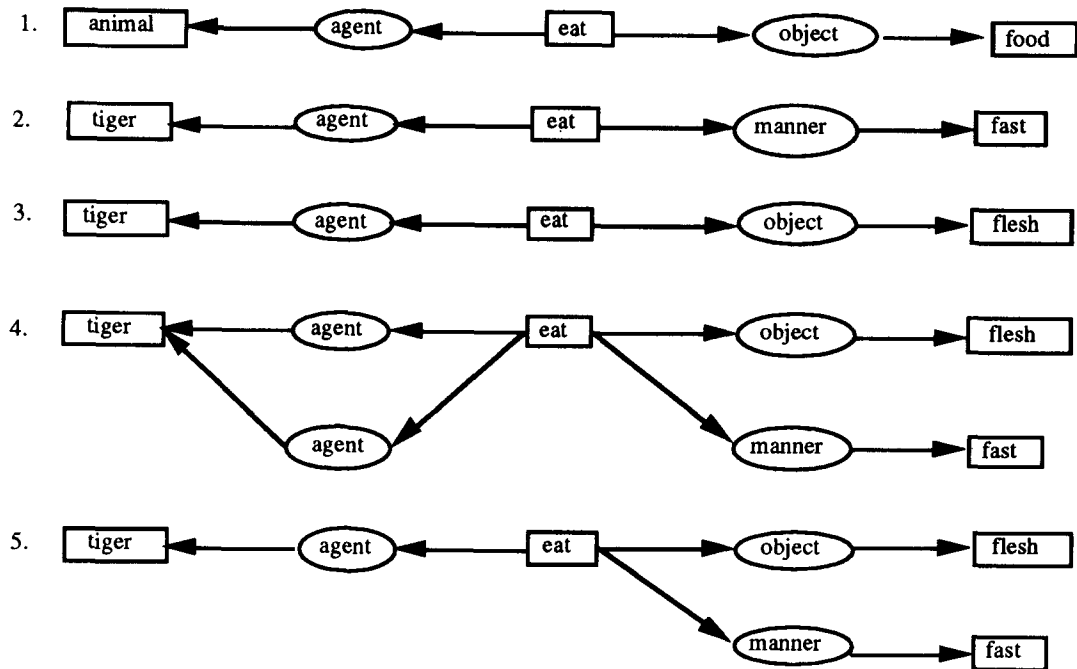 1. animal agent eat object food
2. tiger agent eat manner fast
3. tiger agent eat object flesh
4. tiger agent eat object flesh
agent manner fast
5. tiger agent eat object flesh
manner fast